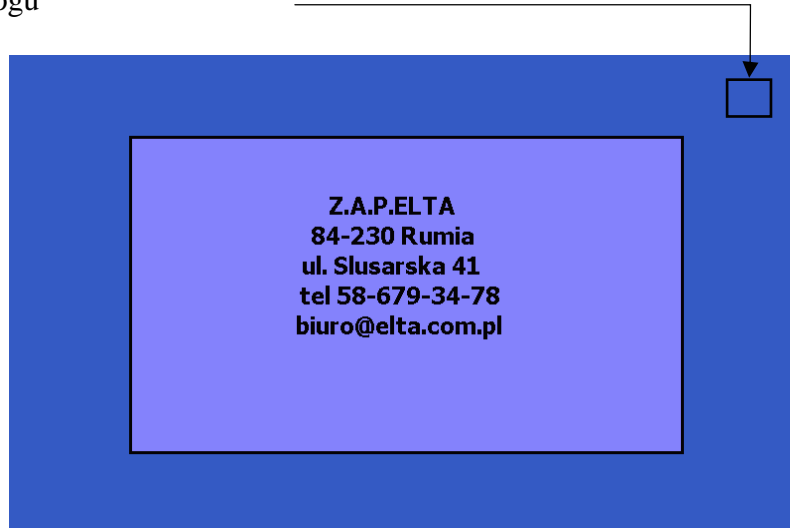 Z.A.P.ELTA
84-230 Rumia
ul. Slusarska 41
tel 58-679-34-78
biuro@elta.com.pl